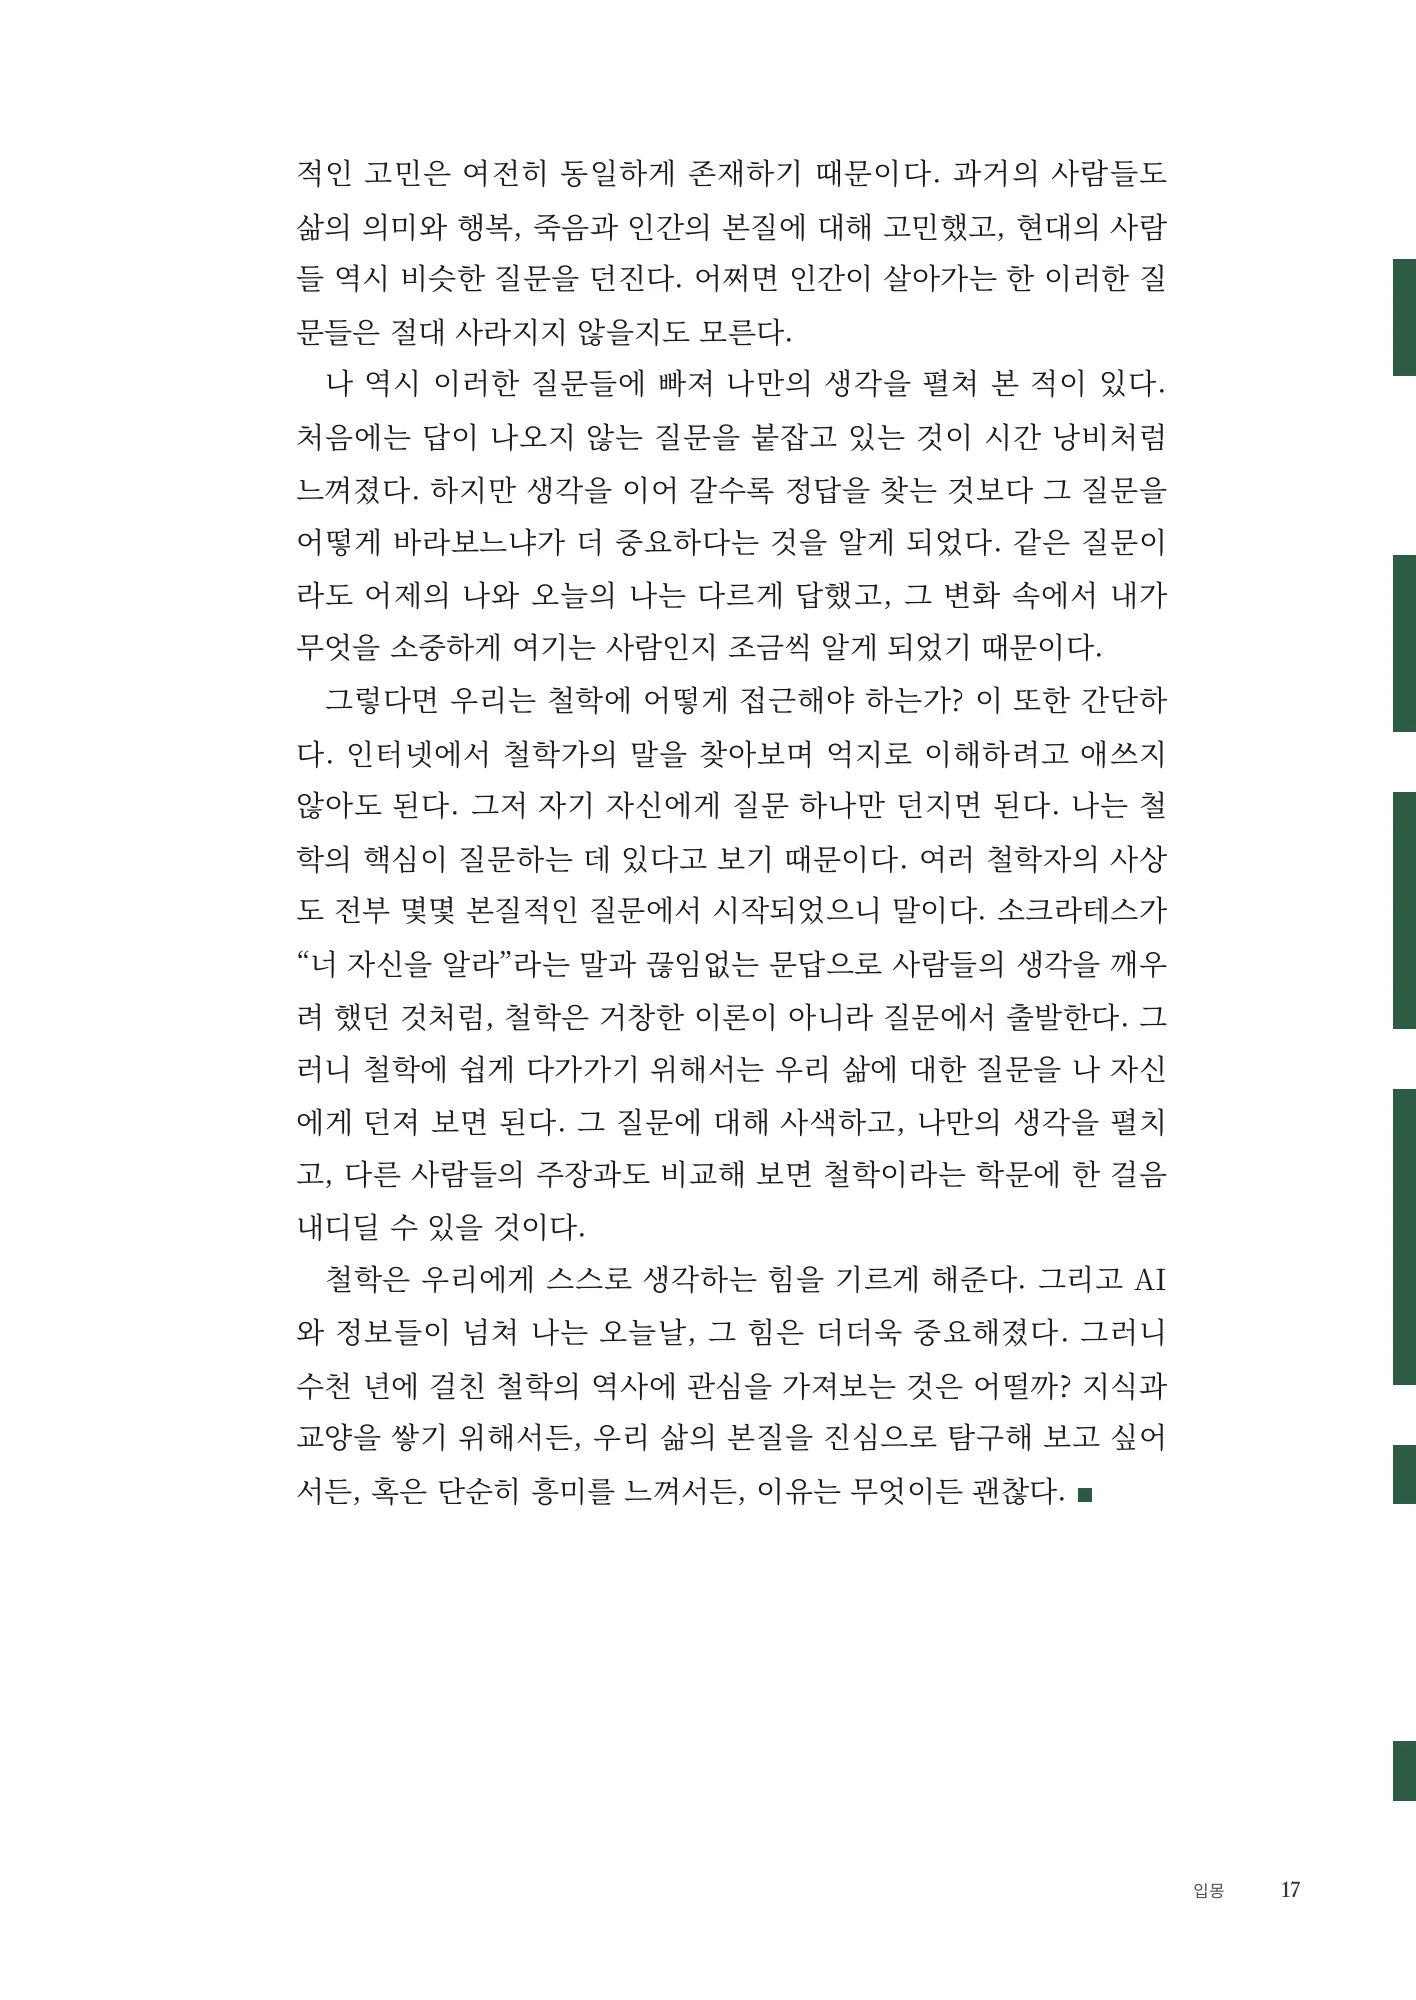 적인 고민은 여전히 동일하게 존재하기 때문이다. 과거의 사람들도
삶의 의미와 행복, 죽음과 인간의 본질에 대해 고민했고, 현대의 사람
들 역시 비슷한 질문을 던진다. 어쩌면 인간이 살아가는 한 이러한 질
문들은 절대 사라지지 않을지도 모른다.
나 역시 이러한 질문들에 빠져 나만의 생각을 펼쳐 본 적이 있다.
처음에는 답이 나오지 않는 질문을 붙잡고 있는 것이 시간 낭비처럼
느껴졌다. 하지만 생각을 이어 갈수록 정답을 찾는 것보다 그 질문을
어떻게 바라보느냐가 더 중요하다는 것을 알게 되었다. 같은 질문이
라도 어제의 나와 오늘의 나는 다르게 답했고, 그 변화 속에서 내가
무엇을 소중하게 여기는 사람인지 조금씩 알게 되었기 때문이다.
그렇다면 우리는 철학에 어떻게 접근해야 하는가? 이 또한 간단하
다. 인터넷에서 철학가의 말을 찾아보며 억지로 이해하려고 애쓰지
않아도 된다. 그저 자기 자신에게 질문 하나만 던지면 된다. 나는 철
학의 핵심이 질문하는 데 있다고 보기 때문이다. 여러 철학자의 사상
도 전부 몇몇 본질적인 질문에서 시작되었으니 말이다. 소크라테스가
“너 자신을 알라”라는 말과 끊임없는 문답으로 사람들의 생각을 깨우
려 했던 것처럼, 철학은 거창한 이론이 아니라 질문에서 출발한다. 그
러니 철학에 쉽게 다가가기 위해서는 우리 삶에 대한 질문을 나 자신
에게 던져 보면 된다. 그 질문에 대해 사색하고, 나만의 생각을 펼치
고, 다른 사람들의 주장과도 비교해 보면 철학이라는 학문에 한 걸음
내디딜 수 있을 것이다.
철학은 우리에게 스스로 생각하는 힘을 기르게 해준다. 그리고 AI
와 정보들이 넘쳐 나는 오늘날, 그 힘은 더더욱 중요해졌다. 그러니
수천 년에 걸친 철학의 역사에 관심을 가져보는 것은 어떨까? 지식과
교양을 쌓기 위해서든, 우리 삶의 본질을 진심으로 탐구해 보고 싶어
서든, 혹은 단순히 흥미를 느껴서든, 이유는 무엇이든 괜찮다. ■
입몽 17